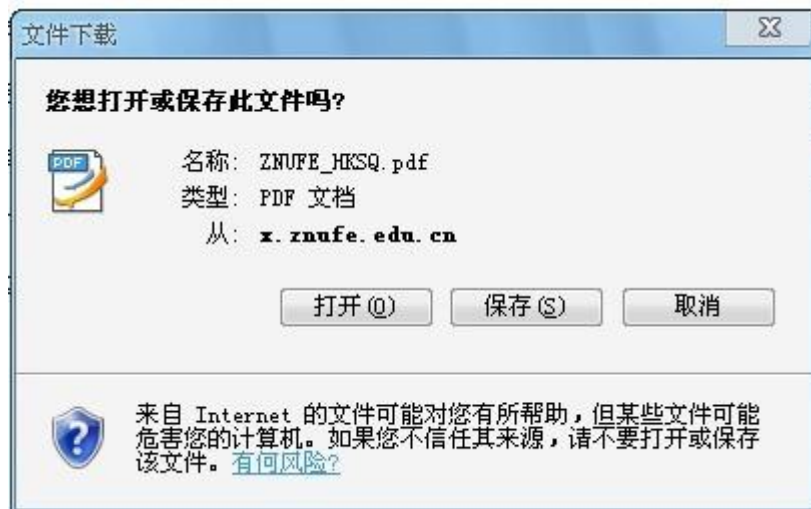 文件下载
您想打开或保存此文件吗?
PDF
名称: ZNUFE_HKSQ.pdf
类型: PDF 文档
从: x.znufe.edu.cn
打开(O) 保存(S) 取消
来自 Internet 的文件可能对您有所帮助，但某些文件可能
危害您的计算机。如果您不信任其来源，请不要打开或保存
该文件。有何风险?